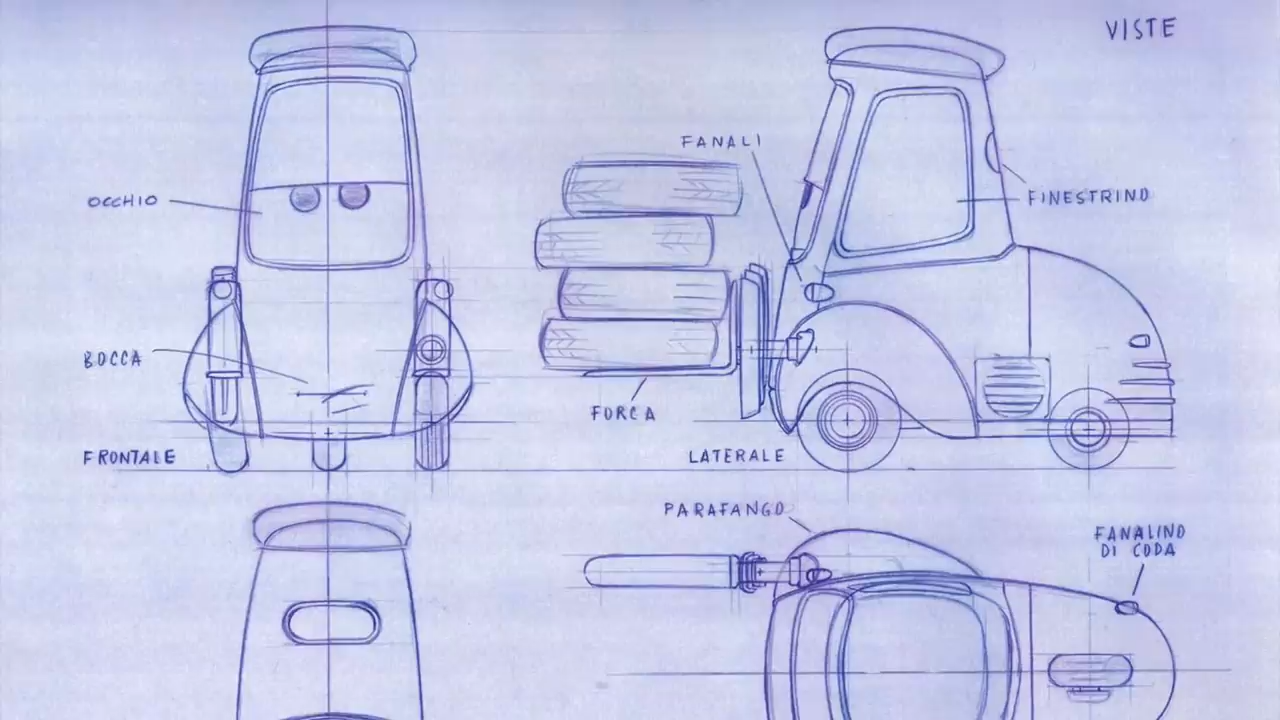 VISTE
FANALI
OCCHIO
FINESTRINO
BOCCA
FORCA
FRONTALE
LATERALE
PARAFANGO
FANALINO
DI CODA